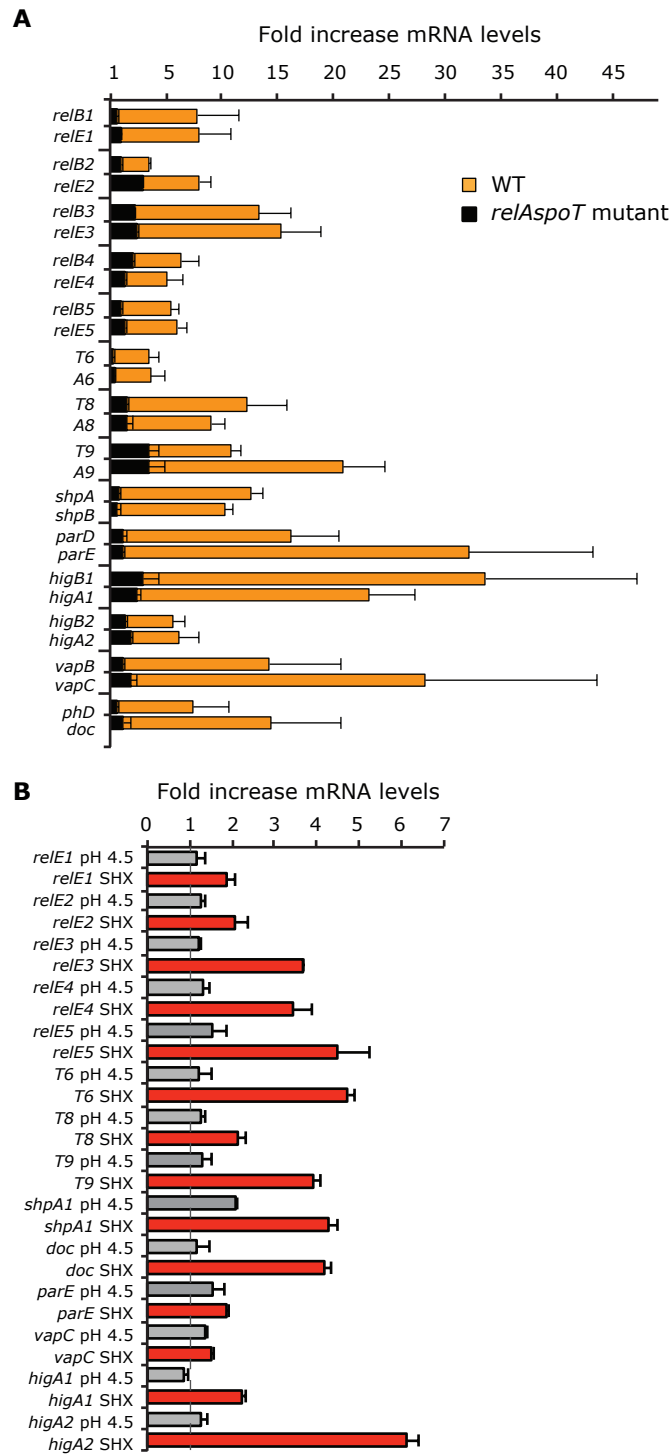 A
Fold increase mRNA levels
1 5 10 15 20 25 30 35 40 45
relB1
relE1
relB2
relE2
relB3
relE3
relB4
relE4
relB5
relE5
T6
A6
T8
A8
T9
A9
shpA
shpB
parD
parE
higB1
higA1
higB2
higA2
vapB
vapC
phD
doc
WT
relAspoT mutant
B
Fold increase mRNA levels
0 1 2 3 4 5 6 7
relE1 pH 4.5
relE1 SHX
relE2 pH 4.5
relE2 SHX
relE3 pH 4.5
relE3 SHX
relE4 pH 4.5
relE4 SHX
relE5 pH 4.5
relE5 SHX
T6 pH 4.5
T6 SHX
T8 pH 4.5
T8 SHX
T9 pH 4.5
T9 SHX
shpA1 pH 4.5
shpA1 SHX
doc pH 4.5
doc SHX
parE pH 4.5
parE SHX
vapC pH 4.5
vapC SHX
higA1 pH 4.5
higA1 SHX
higA2 pH 4.5
higA2 SHX